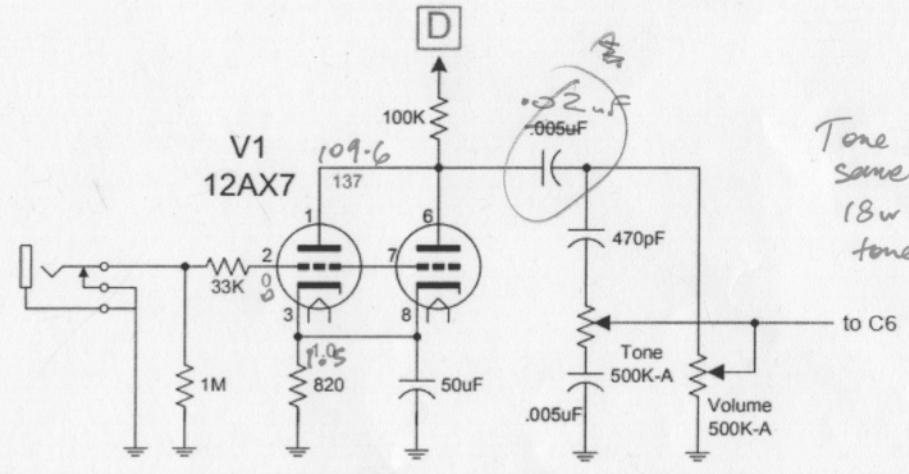 D
100K
.02uF
.005uF
V1
12AX7
109.6
137
1
6
2
7
0
33K
3
8
470pF
Tone
same
18w
tone
to C6
1M
1.0
820
50uF
Tone
500K-A
.005uF
Volume
500K-A